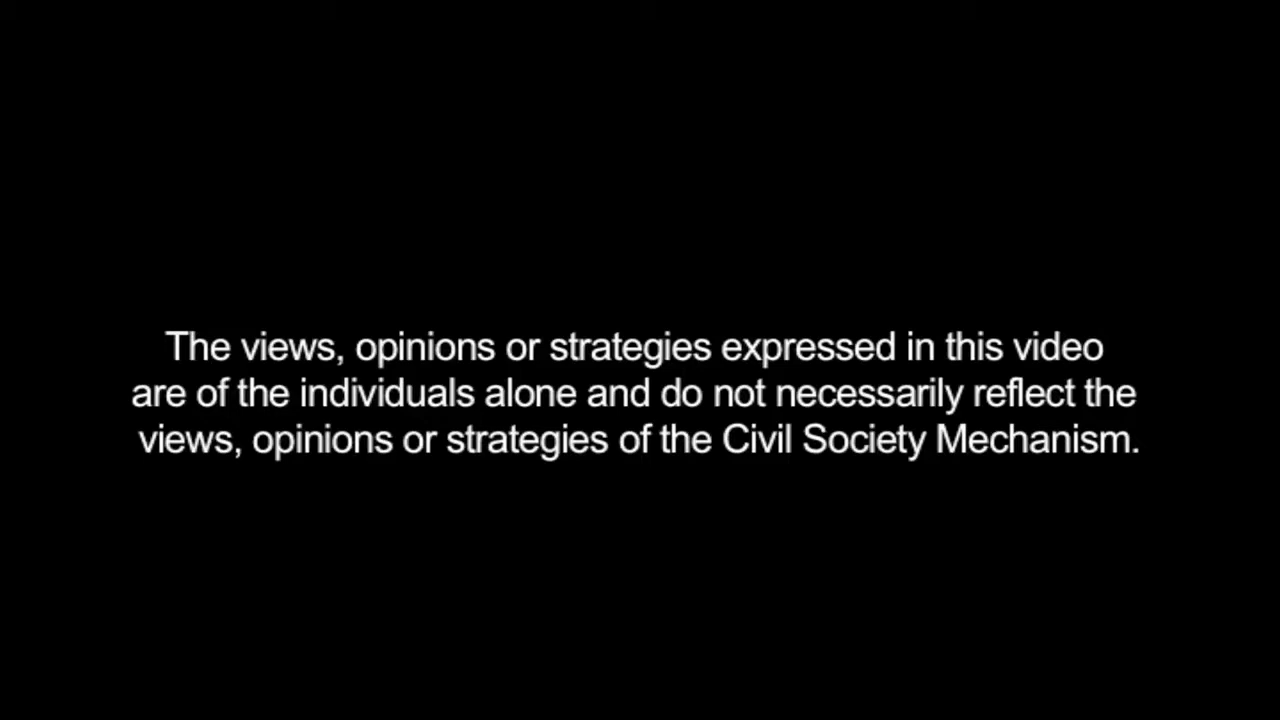 The views, opinions or strategies expressed in this video
are of the individuals alone and do not necessarily reflect the
views, opinions or strategies of the Civil Society Mechanism.